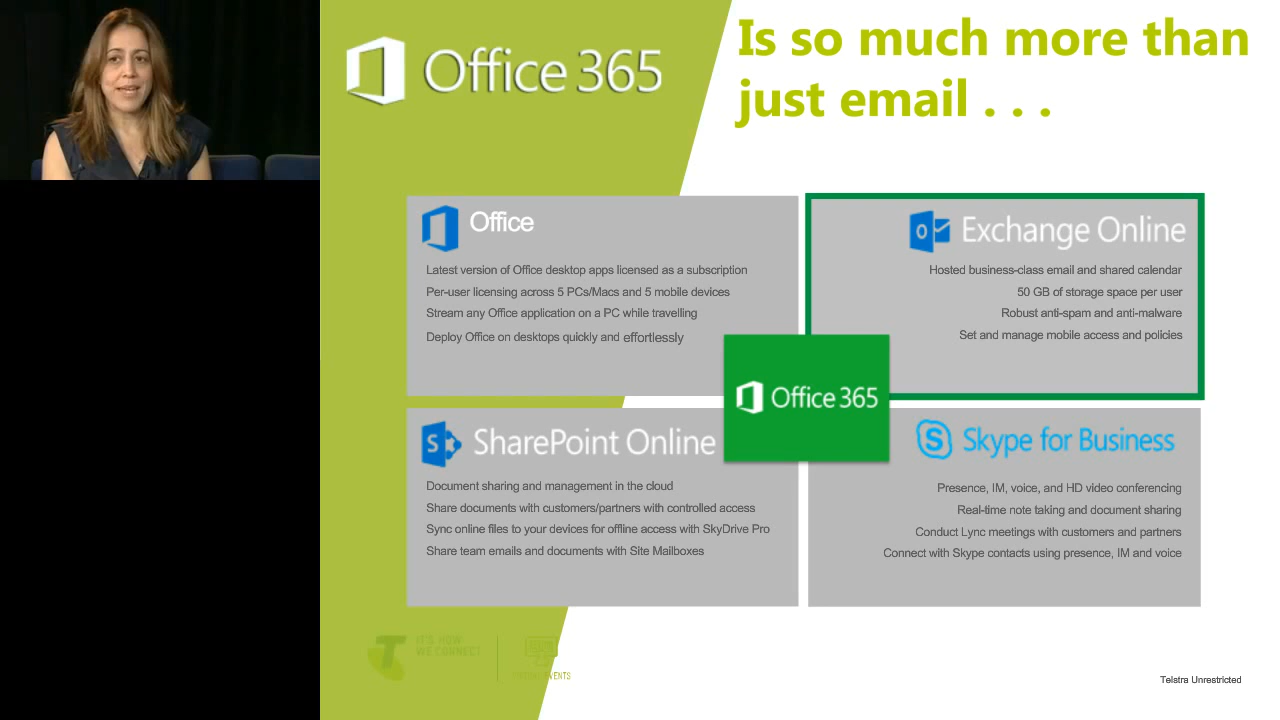 Office 365
Is so much more than
just email . . .
Office
Latest version of Office desktop apps licensed as a subscription
Per-user licensing across 5 PCs/Macs and 5 mobile devices
Stream any Office application on a PC while travelling
Deploy Office on desktops quickly and effortlessly
Exchange Online
Hosted business-class email and shared calendar
50 GB of storage space per user
Robust anti-spam and anti-malware
Set and manage mobile access and policies
Office 365
SharePoint Online
Document sharing and management in the cloud
Share documents with customers/partners with controlled access
Sync online files to your devices for offline access with SkyDrive Pro
Share team emails and documents with Site Mailboxes
Skype for Business
Presence, IM, voice, and HD video conferencing
Real-time note taking and document sharing
Conduct Lync meetings with customers and partners
Connect with Skype contacts using presence, IM and voice
IT'S HOW
WE CONNECT
EVENTS
Telstra Unrestricted